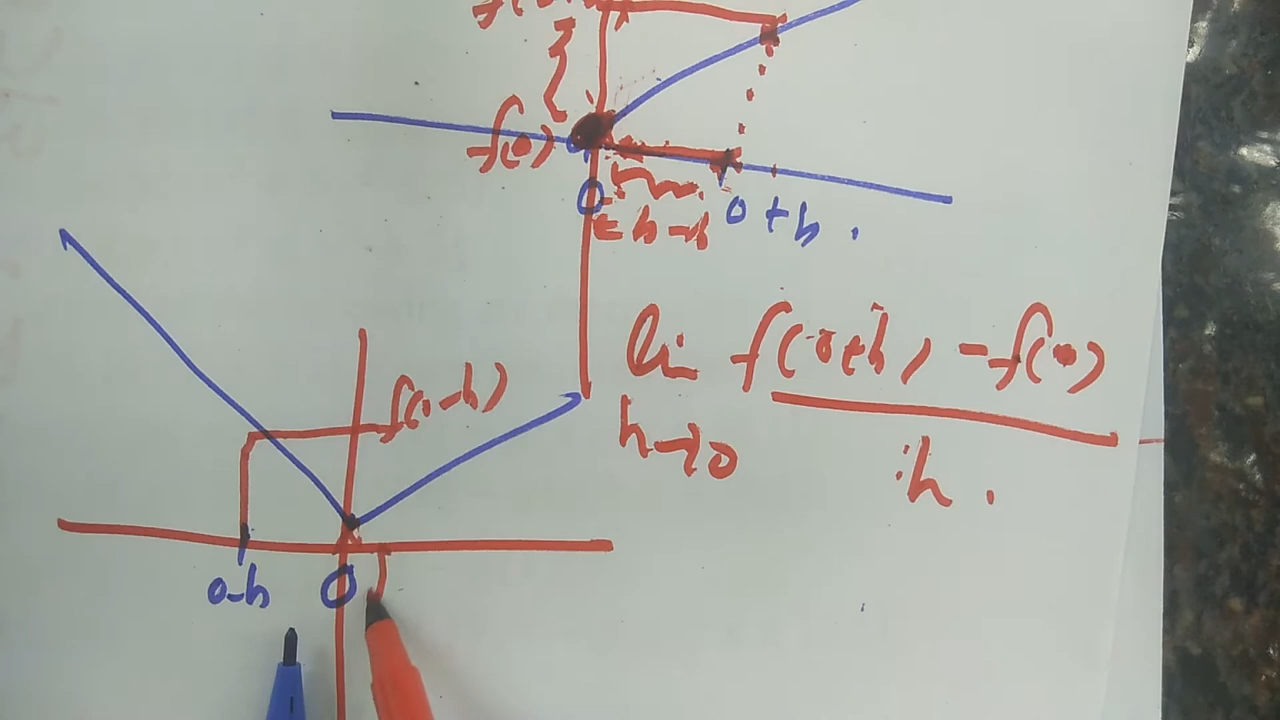 f(0)
0
0+h.
lim f(0+h) - f(0)
h→0 h.
f(0-h)
0-h 0